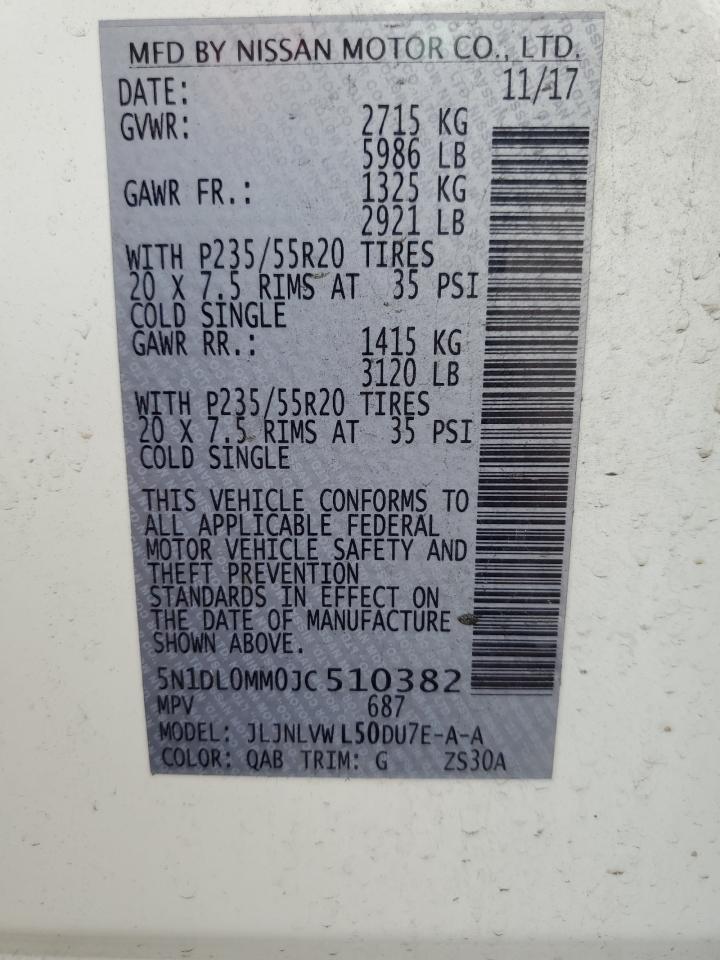 MFD BY NISSAN MOTOR CO., LTD.
DATE: 11/17
GVWR: 2715 KG
5986 LB
GAWR FR.: 1325 KG
2921 LB
WITH P235/55R20 TIRES
20 X 7.5 RIMS AT 35 PSI
COLD SINGLE
GAWR RR.: 1415 KG
3120 LB
WITH P235/55R20 TIRES
20 X 7.5 RIMS AT 35 PSI
COLD SINGLE
THIS VEHICLE CONFORMS TO
ALL APPLICABLE FEDERAL
MOTOR VEHICLE SAFETY AND
THEFT PREVENTION
STANDARDS IN EFFECT ON
THE DATE OF MANUFACTURE
SHOWN ABOVE.
5N1DL0MM0JC510382
MPV 687
MODEL: JLJNLVWL50DU7E-A-A
COLOR: QAB TRIM: G ZS30A